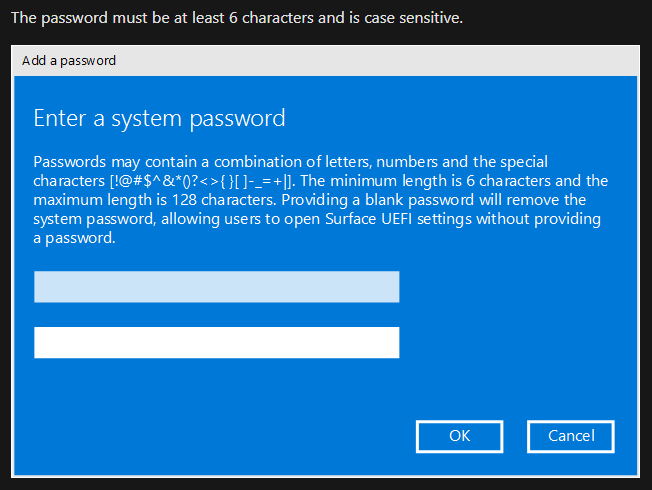 The password must be at least 6 characters and is case sensitive.
Add a password
Enter a system password
Passwords may contain a combination of letters, numbers and the special
characters [!@#$^&*()?<>{}[]-_=+|]. The minimum length is 6 characters and the
maximum length is 128 characters. Providing a blank password will remove the
system password, allowing users to open Surface UEFI settings without providing
a password.
OK
Cancel